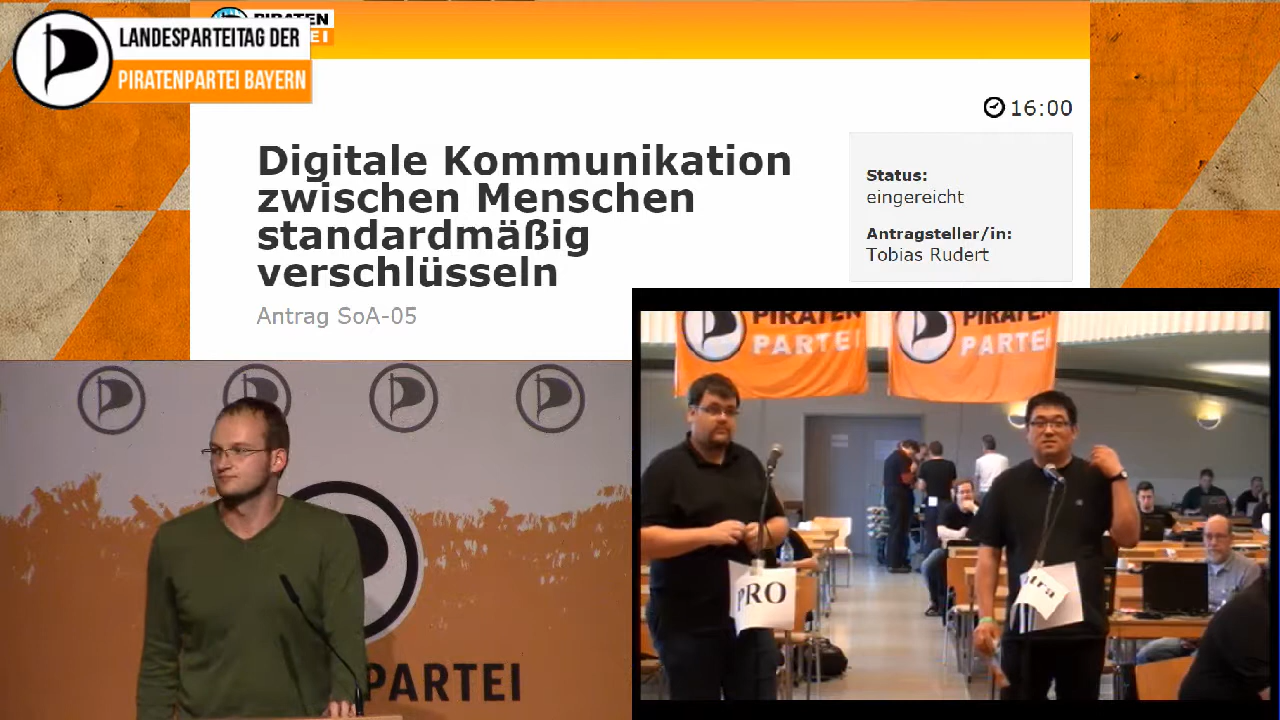 PIRATEN
LANDESPARTEITAG DER
PIRATENPARTEI BAYERN
16:00
Digitale Kommunikation
zwischen Menschen
standardmäßig
verschlüsseln
Antrag SoA-05
Status:
eingereicht
Antragsteller/in:
Tobias Rudert
PIRATEN
PARTEI
PIRATEN
PARTEI
PRO
PARTEI